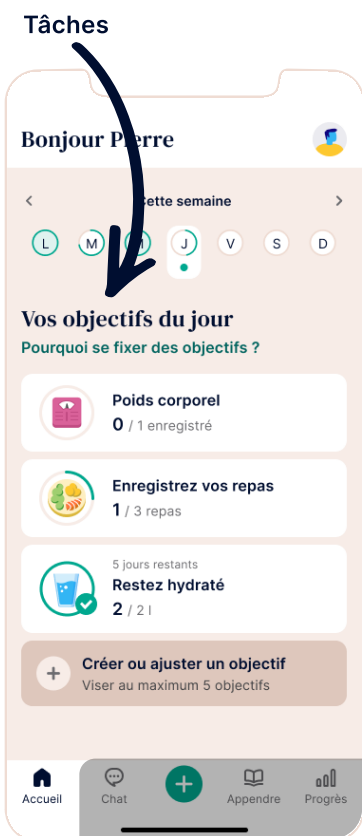 Tâches
Bonjour Pierre
Cette semaine
L M M J V S D
Vos objectifs du jour
Pourquoi se fixer des objectifs ?
Poids corporel
0 / 1 enregistré
Enregistrez vos repas
1 / 3 repas
5 jours restants
Restez hydraté
2 / 2 l
Créer ou ajuster un objectif
Viser au maximum 5 objectifs
Accueil Chat Appendre Progrès